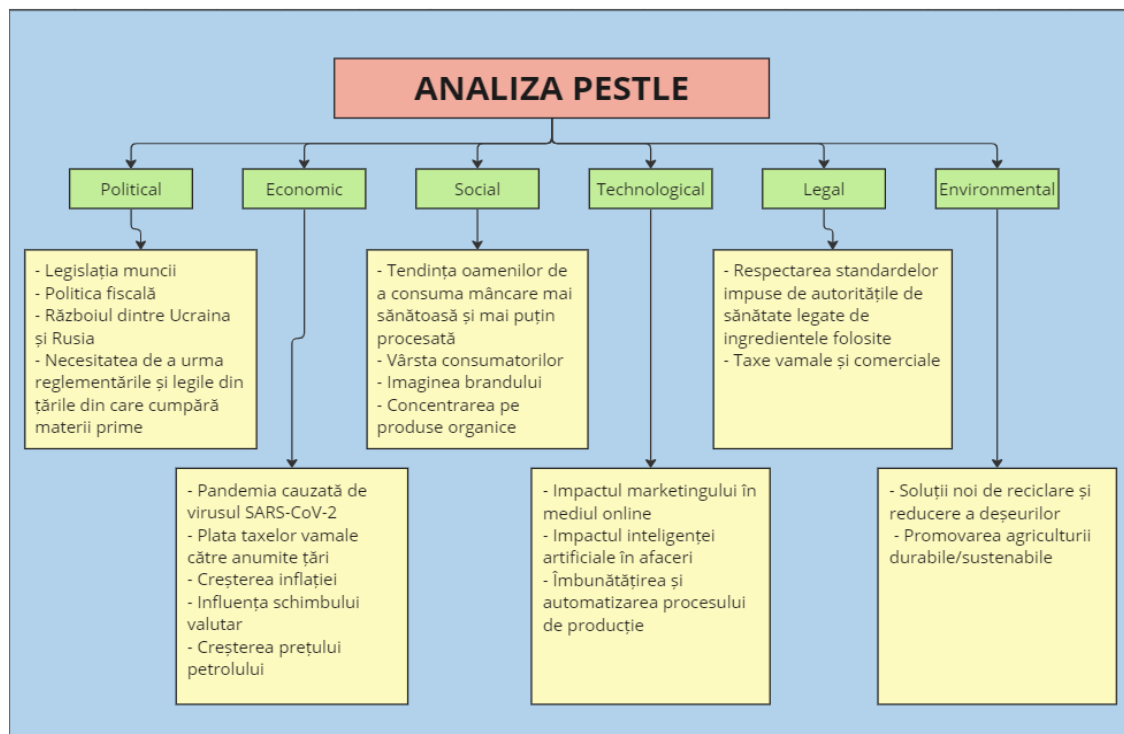 ANALIZA PESTLE
Political
Economic
Social
Technological
Legal
Environmental
- Legislația muncii
- Politica fiscală
- Războiul dintre Ucraina
și Rusia
- Necesitatea de a urma
reglementările și legile din
țările din care cumpără
materii prime
- Tendința oamenilor de
a consuma mâncare mai
sănătoasă și mai puțin
procesată
- Vârsta consumatorilor
- Imaginea brandului
- Concentrarea pe
produse organice
- Respectarea standardelor
impuse de autoritățile de
sănătate legate de
ingredientele folosite
- Taxe vamale și comerciale
- Pandemia cauzată de
virusul SARS-CoV-2
- Plata taxelor vamale
către anumite țări
- Creșterea inflației
- Influența schimbului
valutar
- Creșterea prețului
petrolului
- Impactul marketingului în
mediul online
- Impactul inteligenței
artificiale în afaceri
- Îmbunătățirea și
automatizarea procesului
de producție
- Soluții noi de reciclare și
reducere a deșeurilor
- Promovarea agriculturii
durabile/sustenabile